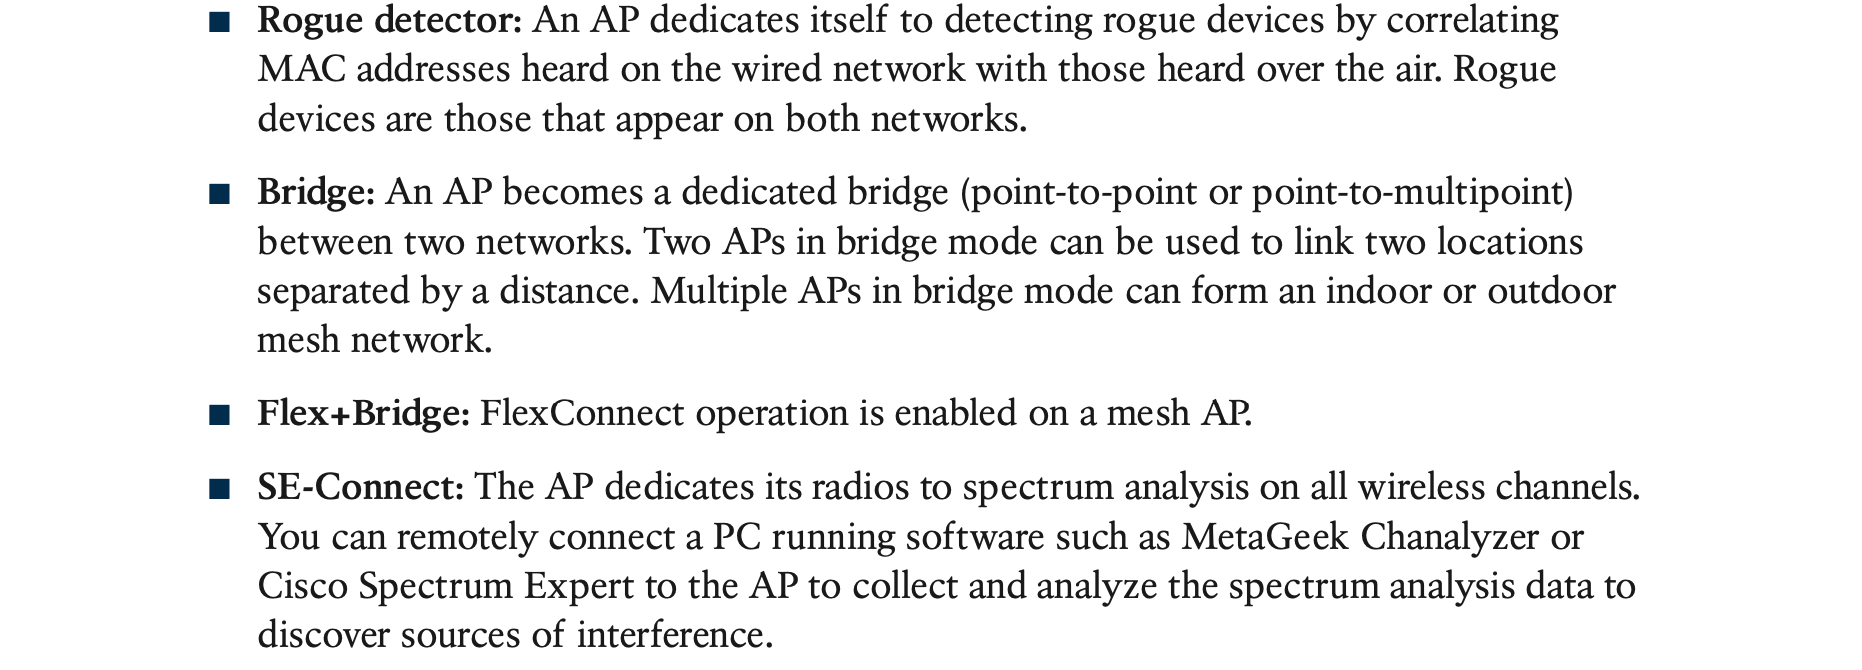 ■ Rogue detector: An AP dedicates itself to detecting rogue devices by correlating
MAC addresses heard on the wired network with those heard over the air. Rogue
devices are those that appear on both networks.
■ Bridge: An AP becomes a dedicated bridge (point-to-point or point-to-multipoint)
between two networks. Two APs in bridge mode can be used to link two locations
separated by a distance. Multiple APs in bridge mode can form an indoor or outdoor
mesh network.
■ Flex+Bridge: FlexConnect operation is enabled on a mesh AP.
■ SE-Connect: The AP dedicates its radios to spectrum analysis on all wireless channels.
You can remotely connect a PC running software such as MetaGeek Chanalyzer or
Cisco Spectrum Expert to the AP to collect and analyze the spectrum analysis data to
discover sources of interference.